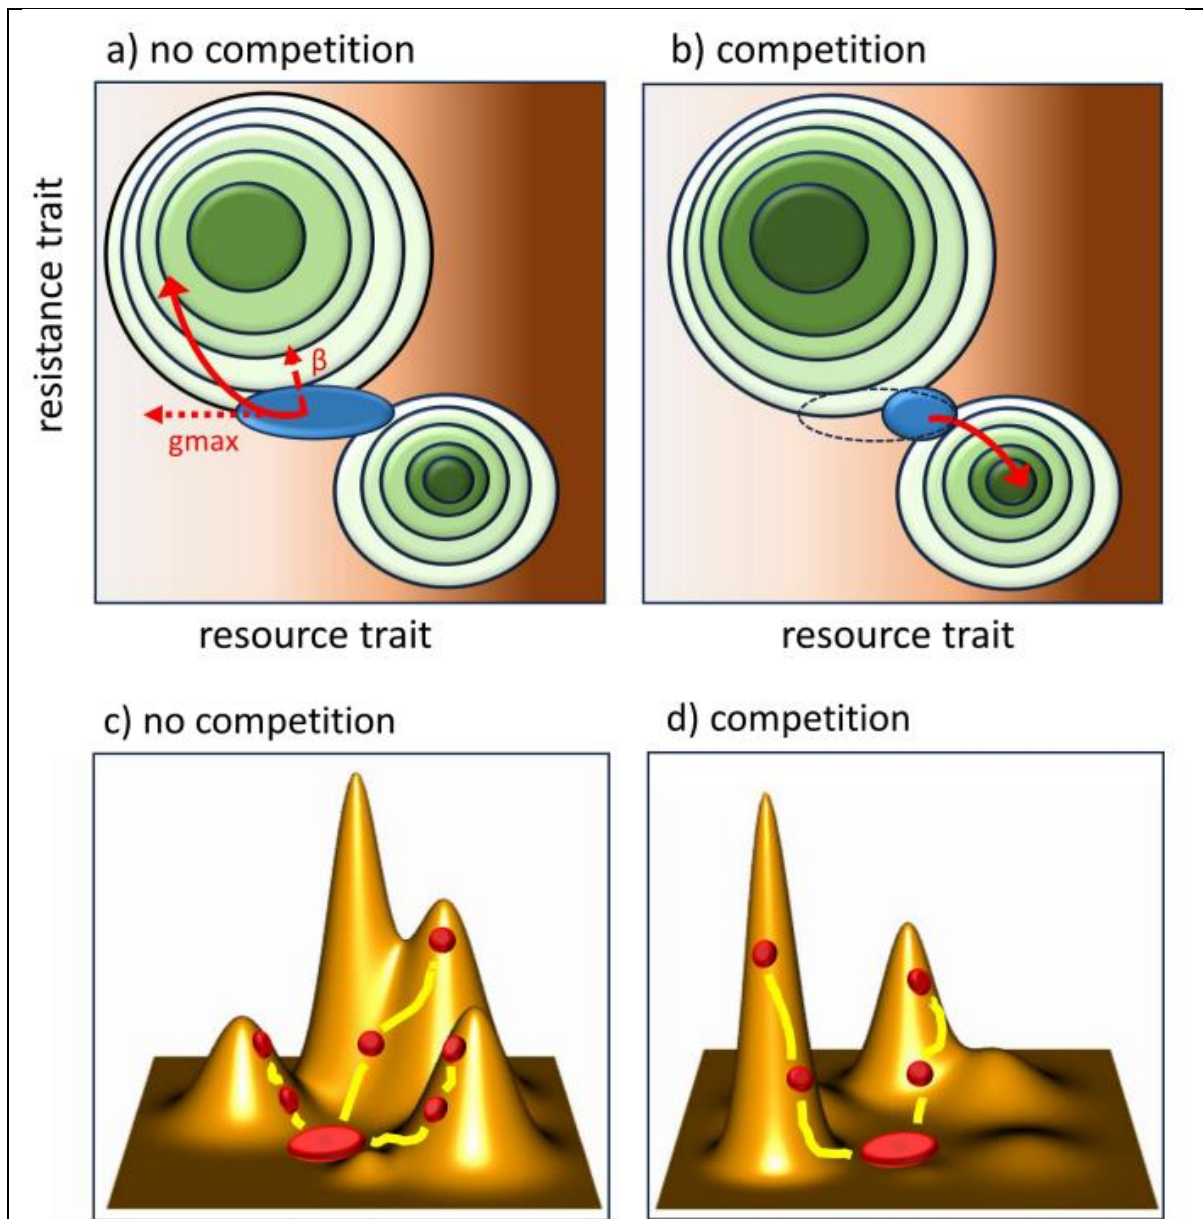 a) no competition
b) competition
resistance trait
β
gmax
resource trait
resource trait
c) no competition
d) competition